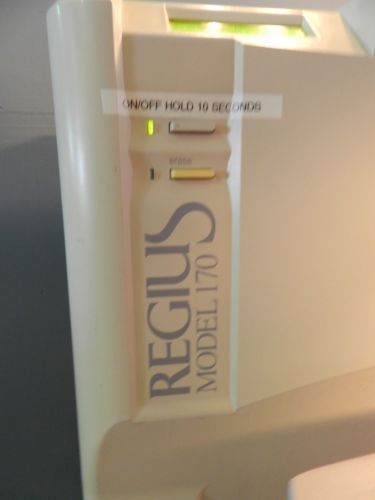 ON/OFF HOLD 10 SECONDS
erase
REGIUS
MODEL 170